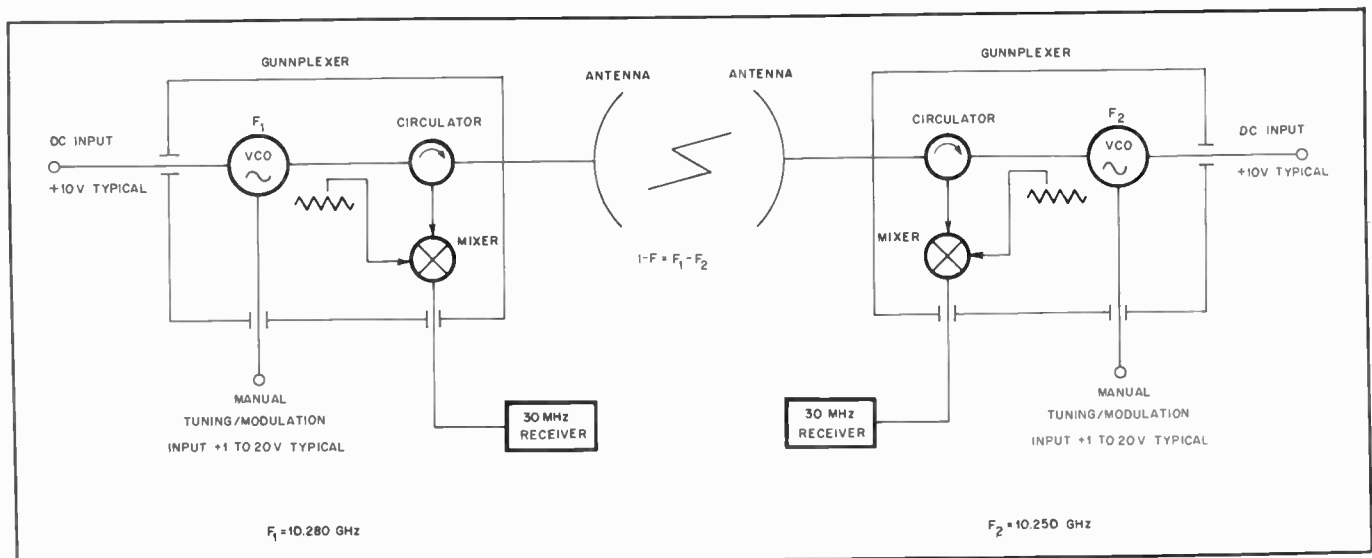 GUNNPLEXER
ANTENNA
ANTENNA
GUNNPLEXER
F1
CIRCULATOR
CIRCULATOR
F2
DC INPUT
VCO
VCO
DC INPUT
+10V TYPICAL
+10V TYPICAL
MIXER
MIXER
I-F = F1-F2
MANUAL
TUNING/MODULATION
INPUT +1 TO 20V TYPICAL
30 MHz
RECEIVER
30 MHz
RECEIVER
MANUAL
TUNING/MODULATION
INPUT +1 TO 20V TYPICAL
F1=10.280 GHz
F2=10.250 GHz